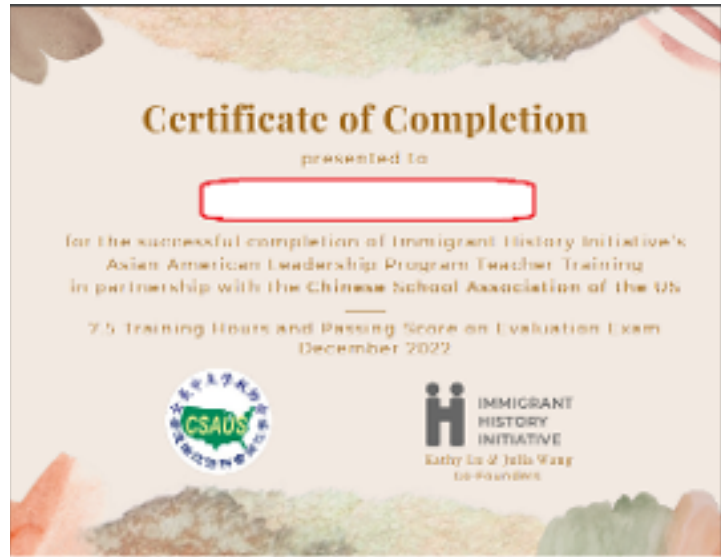 Certificate of Completion
presented to
for the successful completion of Immigrant History Initiative's
Asian American Leadership Program Teacher Training
in partnership with the Chinese School Association of the US
7.5 Training Hours and Passing Score on Evaluation Exam
December 2022
CSAUS
IMMIGRANT
HISTORY
INITIATIVE
Kathy Lu & Julia Wang
Co-Founders